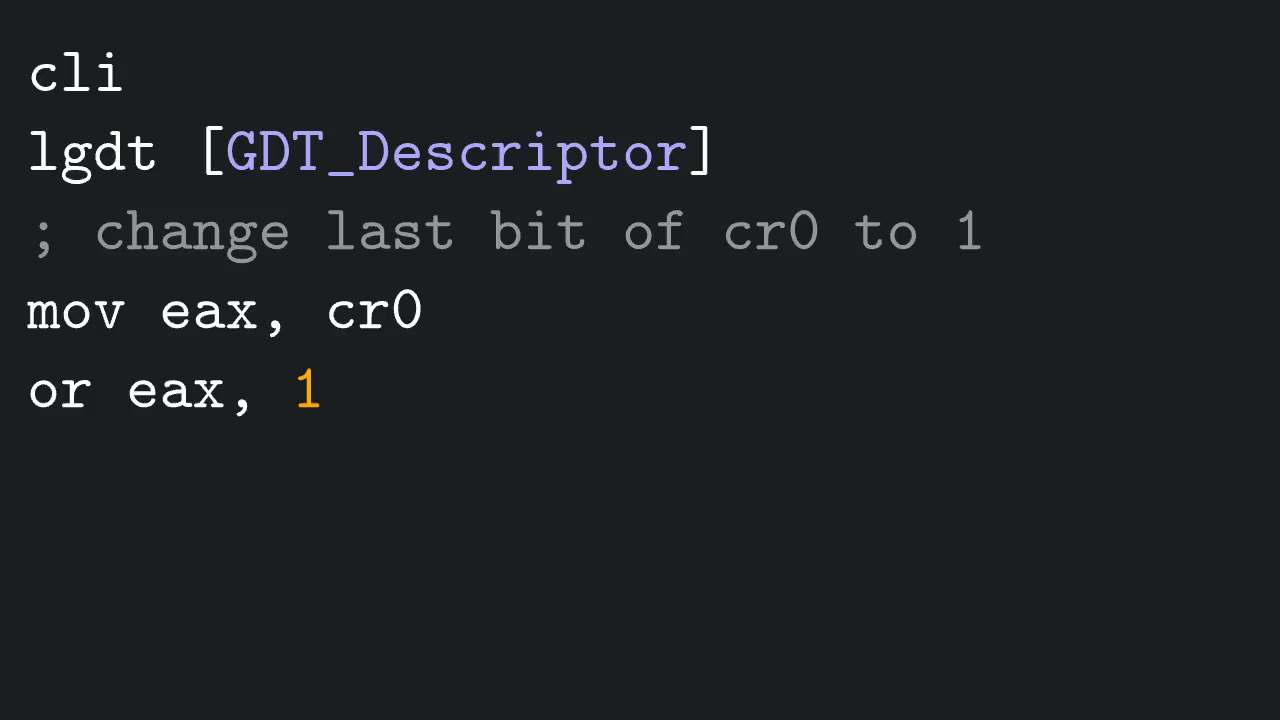 cli
lgdt [GDT_Descriptor]
; change last bit of cr0 to 1
mov eax, cr0
or eax, 1